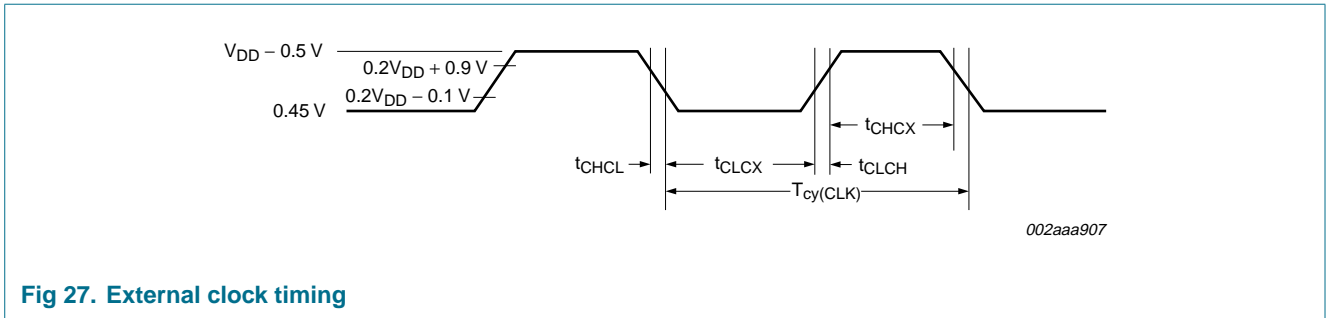 V_DD − 0.5 V
0.2V_DD + 0.9 V
0.2V_DD − 0.1 V
0.45 V
t_CHCX
t_CHCL
t_CLCX
t_CLCH
T_cy(CLK)
002aaa907
Fig 27. External clock timing